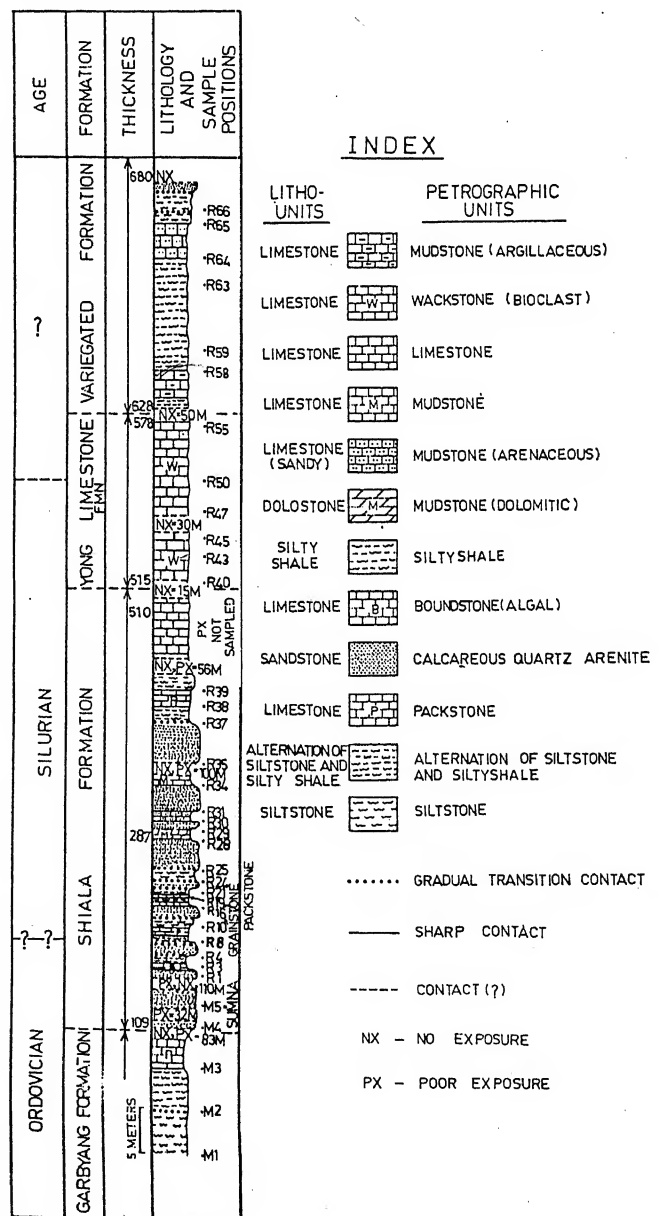 AGE
FORMATION
THICKNESS
LITHOLOGY
AND
SAMPLE
POSITIONS
680 NX
R66
R65
R64
R63
R59
R58
628
NX-50M
578
R55
W
R50
R47
NX-30M
R45
W
R43
R40
515
NX-15M
510
PX
NOT
SAMPLED
NX PX-56M
R39
R38
R37
R35
NX PX-100M
M
R34
R31
R30
287
R29
R28
R25
R24
R21
R16
R10
R8
R4
R3
R1
PX NX-110M
M5
PX-32M
109
M4
NX PX-83M
M3
M2
M1
5 METERS
GRAINSTONE
PACKSTONE
SUMNA
?
SILURIAN
?—?
ORDOVICIAN
VARIEGATED FORMATION
YONG LIMESTONE
FMN
SHIALA FORMATION
GARBYANG FORMATION
INDEX
LITHO-
UNITS
PETROGRAPHIC
UNITS
LIMESTONE MUDSTONE (ARGILLACEOUS)
LIMESTONE W WACKSTONE (BIOCLAST)
LIMESTONE LIMESTONE
LIMESTONE M MUDSTONE
LIMESTONE
(SANDY) MUDSTONE (ARENACEOUS)
DOLOSTONE M MUDSTONE (DOLOMITIC)
SILTY
SHALE SILTYSHALE
LIMESTONE B BOUNDSTONE (ALGAL)
SANDSTONE CALCAREOUS QUARTZ ARENITE
LIMESTONE P PACKSTONE
ALTERNATION OF
SILTSTONE AND
SILTY SHALE
ALTERNATION OF SILTSTONE
AND SILTYSHALE
SILTSTONE SILTSTONE
GRADUAL TRANSITION CONTACT
SHARP CONTACT
CONTACT (?)
NX – NO EXPOSURE
PX – POOR EXPOSURE